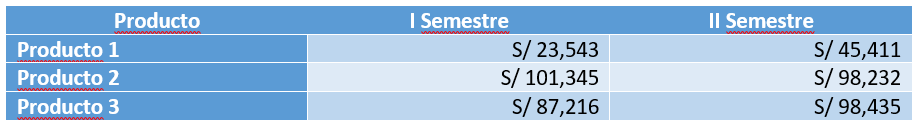 Producto I Semestre II Semestre
Producto 1 S/ 23,543 S/ 45,411
Producto 2 S/ 101,345 S/ 98,232
Producto 3 S/ 87,216 S/ 98,435